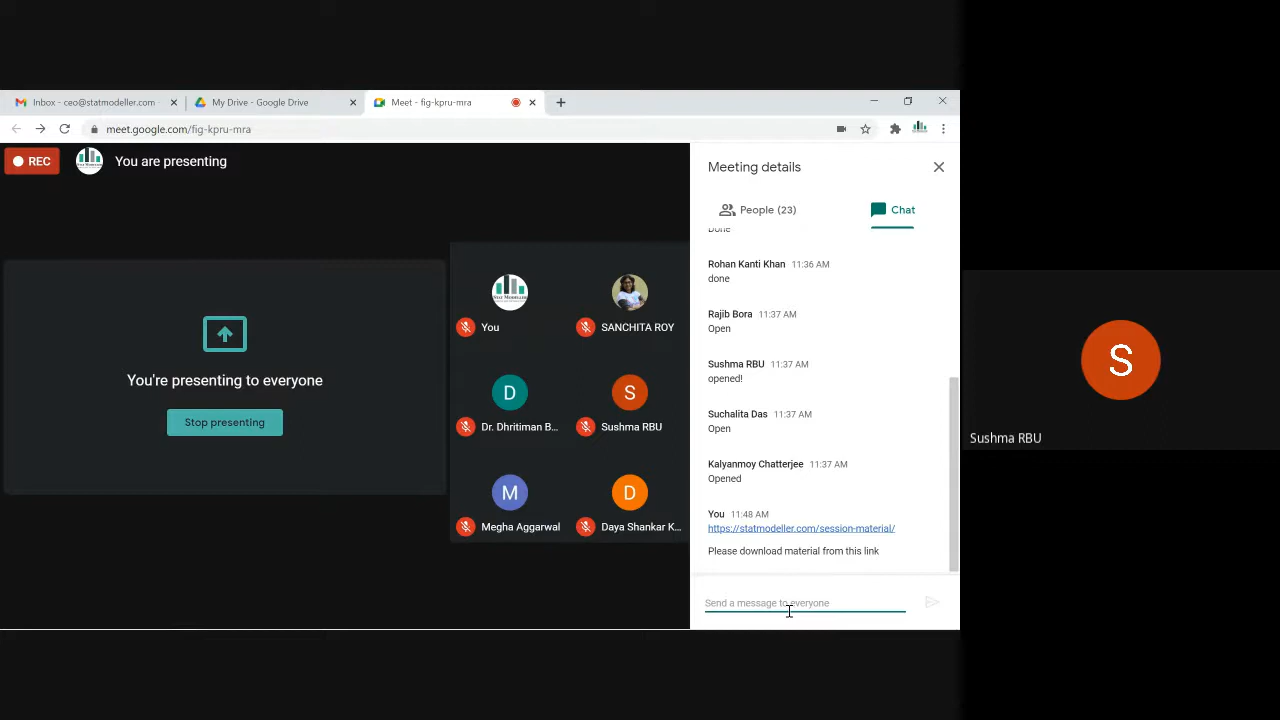 Inbox - ceo@statmodeller.com
My Drive - Google Drive
Meet - fig-kpru-mra
meet.google.com/fig-kpru-mra
REC
You are presenting
You're presenting to everyone
Stop presenting
You
SANCHITA ROY
D
S
Dr. Dhritiman B...
Sushma RBU
M
D
Megha Aggarwal
Daya Shankar K...
Meeting details
People (23)
Chat
Done
Rohan Kanti Khan 11:36 AM
done
Rajib Bora 11:37 AM
Open
Sushma RBU 11:37 AM
opened!
Suchalita Das 11:37 AM
Open
Kalyanmoy Chatterjee 11:37 AM
Opened
You 11:48 AM
https://statmodeller.com/session-material/
Please download material from this link
Send a message to everyone
S
Sushma RBU